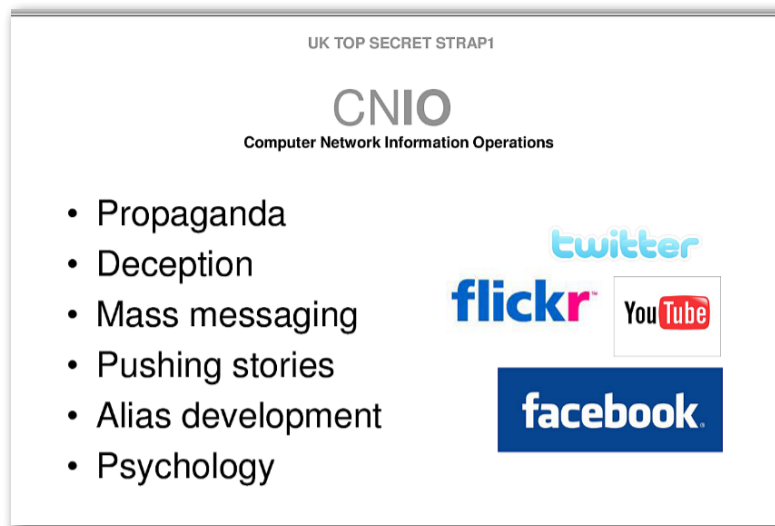 UK TOP SECRET STRAP1
CNIO
Computer Network Information Operations
• Propaganda
• Deception
• Mass messaging
• Pushing stories
• Alias development
• Psychology
twitter
flickr™
YouTube
facebook®